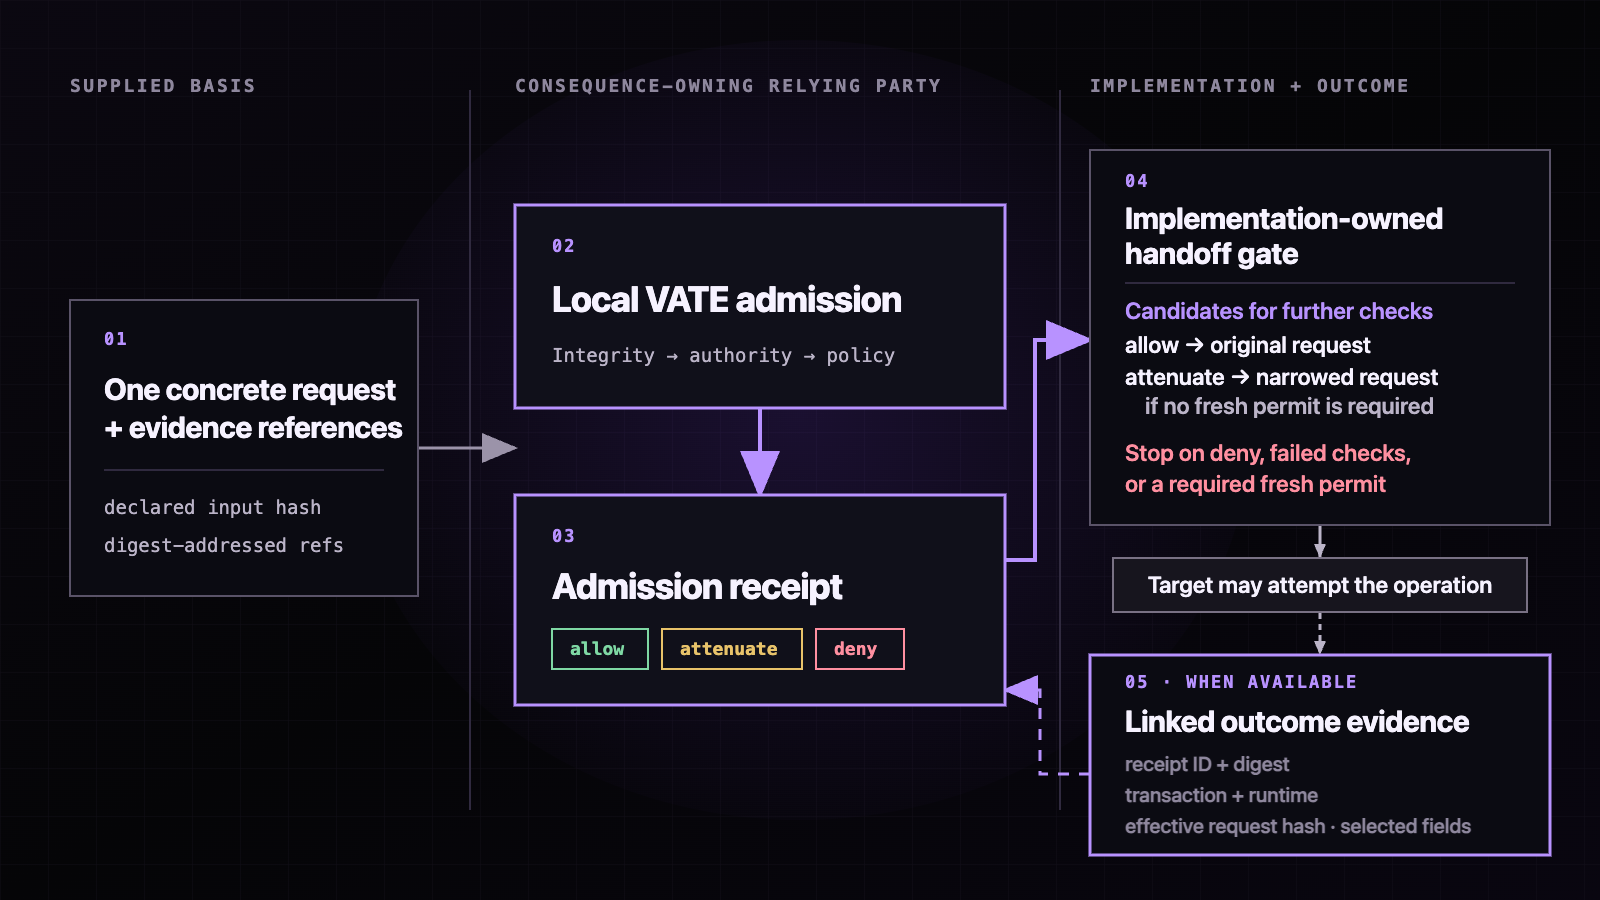 SUPPLIED BASIS
CONSEQUENCE—OWNING RELYING PARTY
IMPLEMENTATION + OUTCOME
01
One concrete request
+ evidence references
declared input hash
digest—addressed refs
02
Local VATE admission
Integrity → authority → policy
03
Admission receipt
allow
attenuate
deny
04
Implementation-owned
handoff gate
Candidates for further checks
allow → original request
attenuate → narrowed request
if no fresh permit is required
Stop on deny, failed checks,
or a required fresh permit
Target may attempt the operation
05 · WHEN AVAILABLE
Linked outcome evidence
receipt ID + digest
transaction + runtime
effective request hash · selected fields